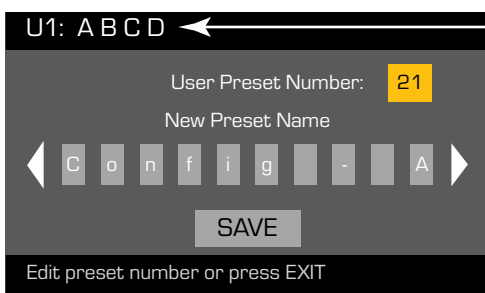 U1: A B C D
User Preset Number: 21
New Preset Name
C o n f i g - A
SAVE
Edit preset number or press EXIT